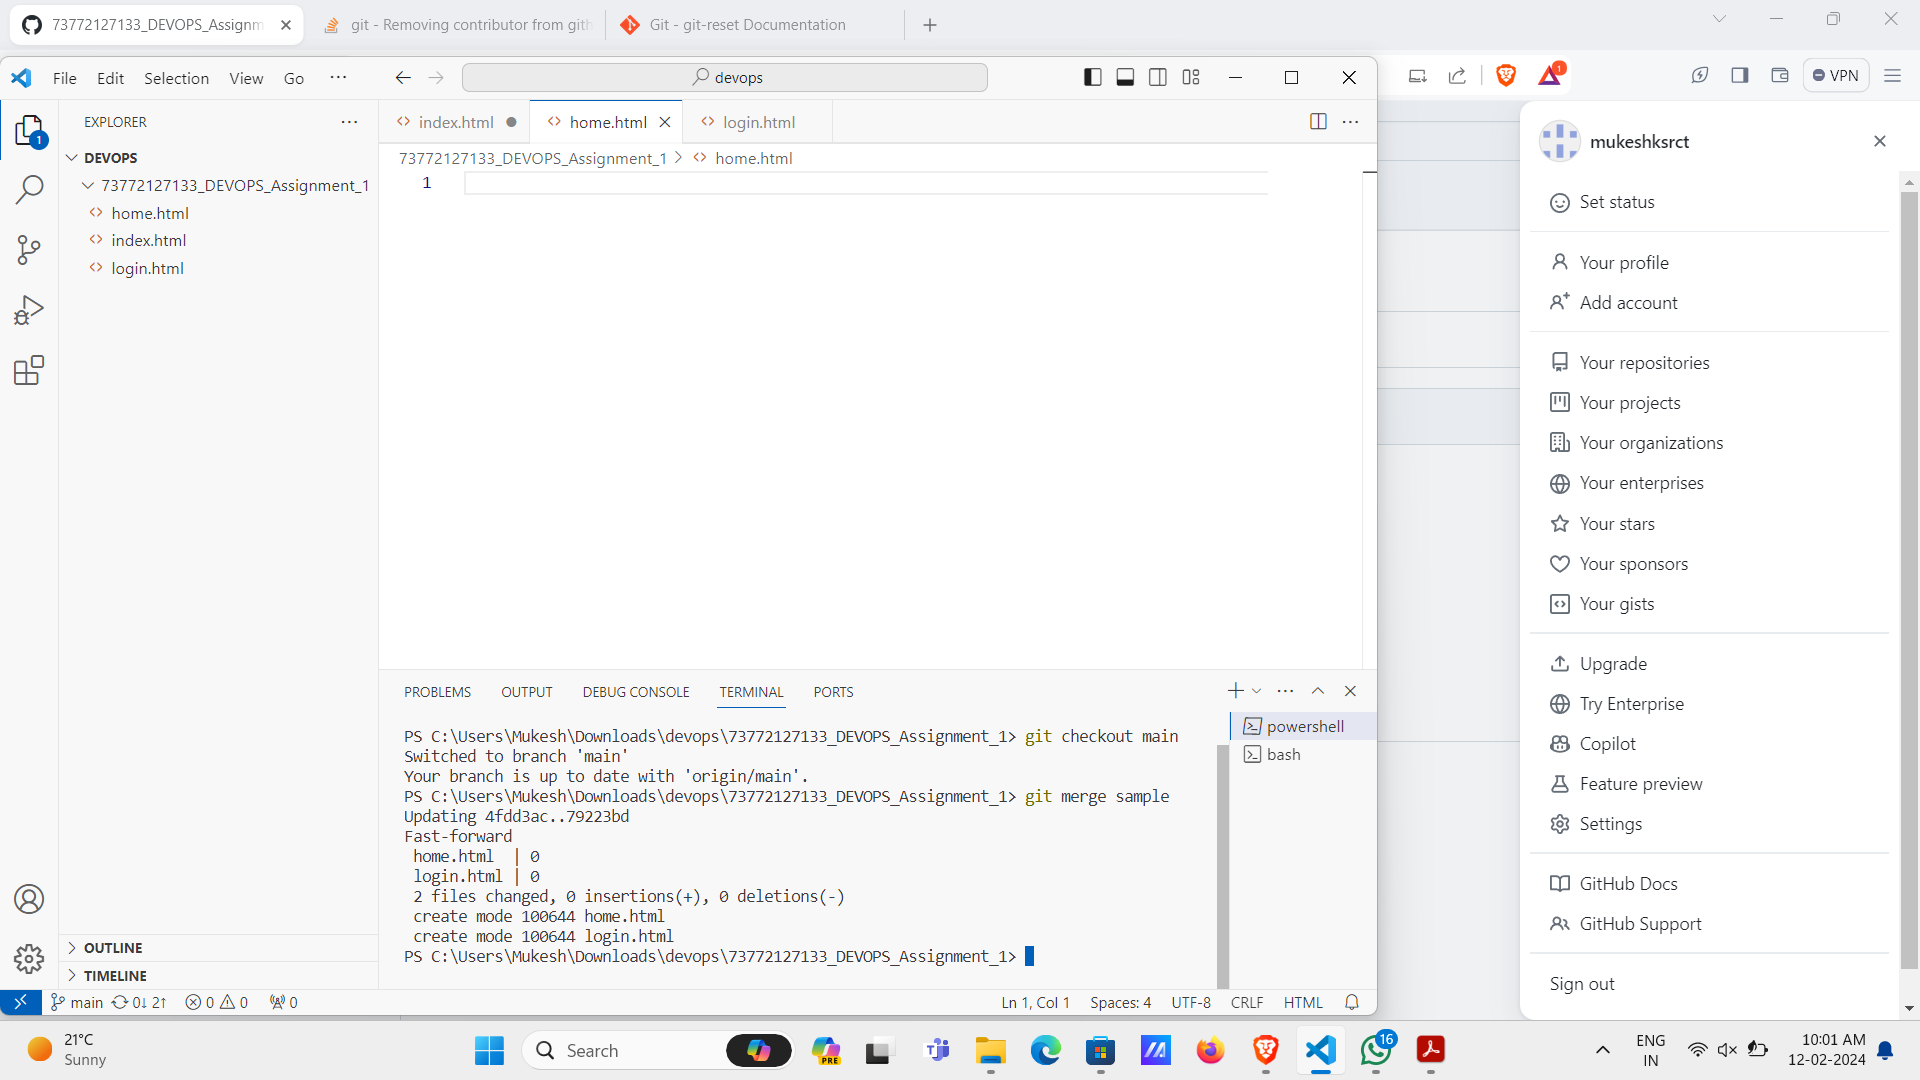 73772127133_DEVOPS_Assignm
git - Removing contributor from gith
Git - git-reset Documentation
File Edit Selection View Go
devops
1
VPN
EXPLORER
DEVOPS
73772127133_DEVOPS_Assignment_1
home.html
index.html
login.html
1
index.html
home.html
login.html
73772127133_DEVOPS_Assignment_1 > home.html
1
OUTLINE
TIMELINE
PROBLEMS OUTPUT DEBUG CONSOLE TERMINAL PORTS
PS C:\Users\Mukesh\Downloads\devops\73772127133_DEVOPS_Assignment_1> git checkout main
Switched to branch 'main'
Your branch is up to date with 'origin/main'.
PS C:\Users\Mukesh\Downloads\devops\73772127133_DEVOPS_Assignment_1> git merge sample
Updating 4fdd3ac..79223bd
Fast-forward
home.html | 0
login.html | 0
2 files changed, 0 insertions(+), 0 deletions(-)
create mode 100644 home.html
create mode 100644 login.html
PS C:\Users\Mukesh\Downloads\devops\73772127133_DEVOPS_Assignment_1>
powershell
bash
main 0↓ 2↑ 0 0 0
Ln 1, Col 1 Spaces: 4 UTF-8 CRLF HTML
mukeshksrct
Set status
Your profile
Add account
Your repositories
Your projects
Your organizations
Your enterprises
Your stars
Your sponsors
Your gists
Upgrade
Try Enterprise
Copilot
Feature preview
Settings
GitHub Docs
GitHub Support
Sign out
21°C
Sunny
Search
PRE
16
ENG
IN
10:01 AM
12-02-2024